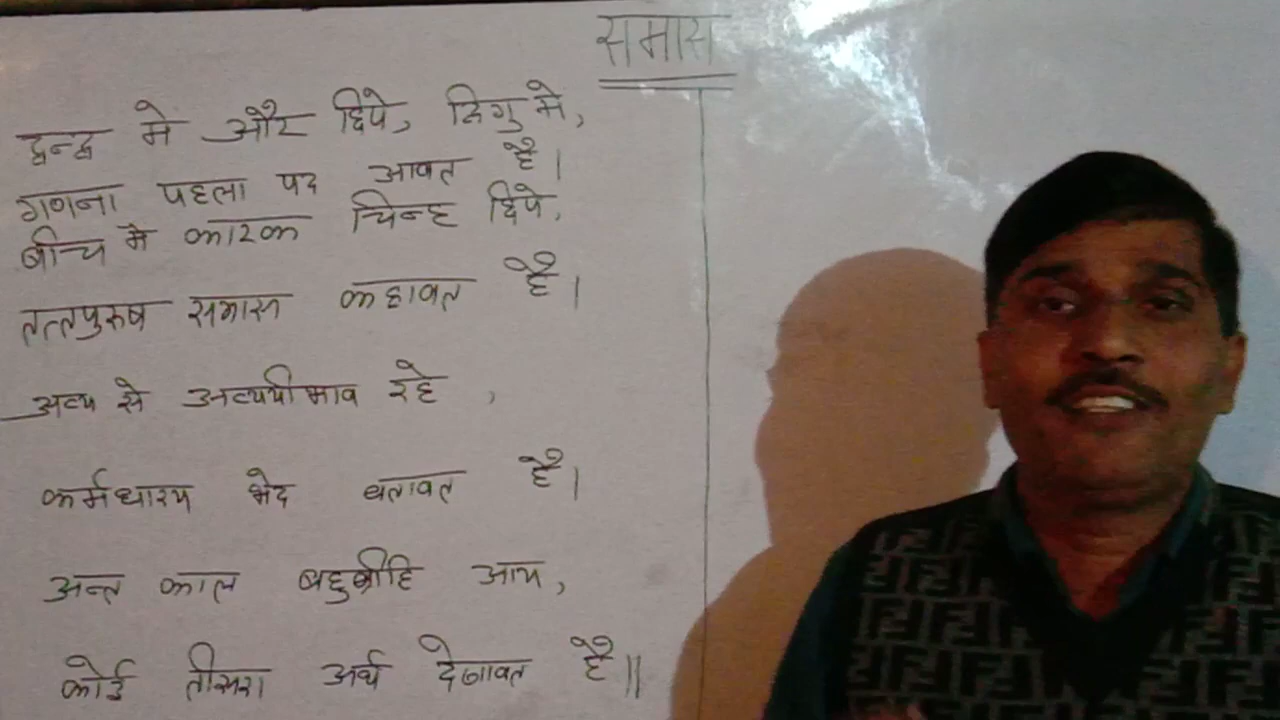 समास
द्वन्द्व मे और छिपे, द्विगु मे,
गणना पहला पद आवत है।
बीच मे कारक चिन्ह छिपे,
तत्तपुरुष समास कहावत है।
अव्य से अव्ययीभाव रहे ,
कर्मधारय भेद बतावत है।
अन्त काल बहुब्रीहि आय,
कोई तीसरा अर्थ देखावत है॥